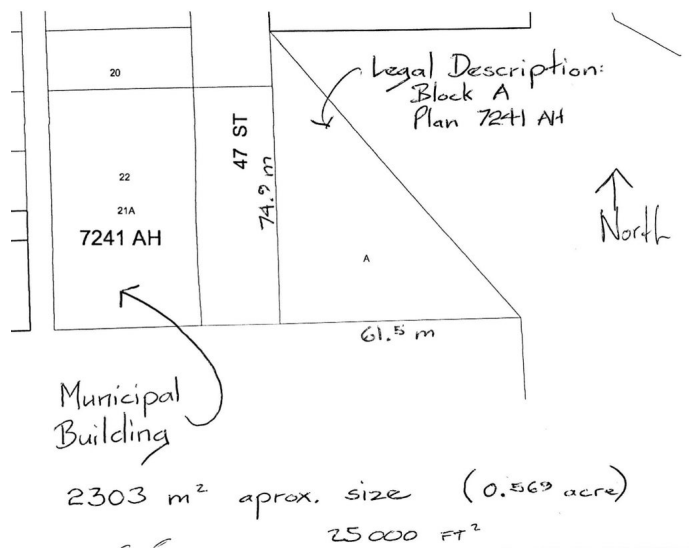 20
Legal Description:
Block A
Plan 7241 AH
47 ST
74.9 m
22
21A
7241 AH
North
A
61.5 m
Municipal
Building
2303 m² aprox. size (0.569 acre)
25000 FT²